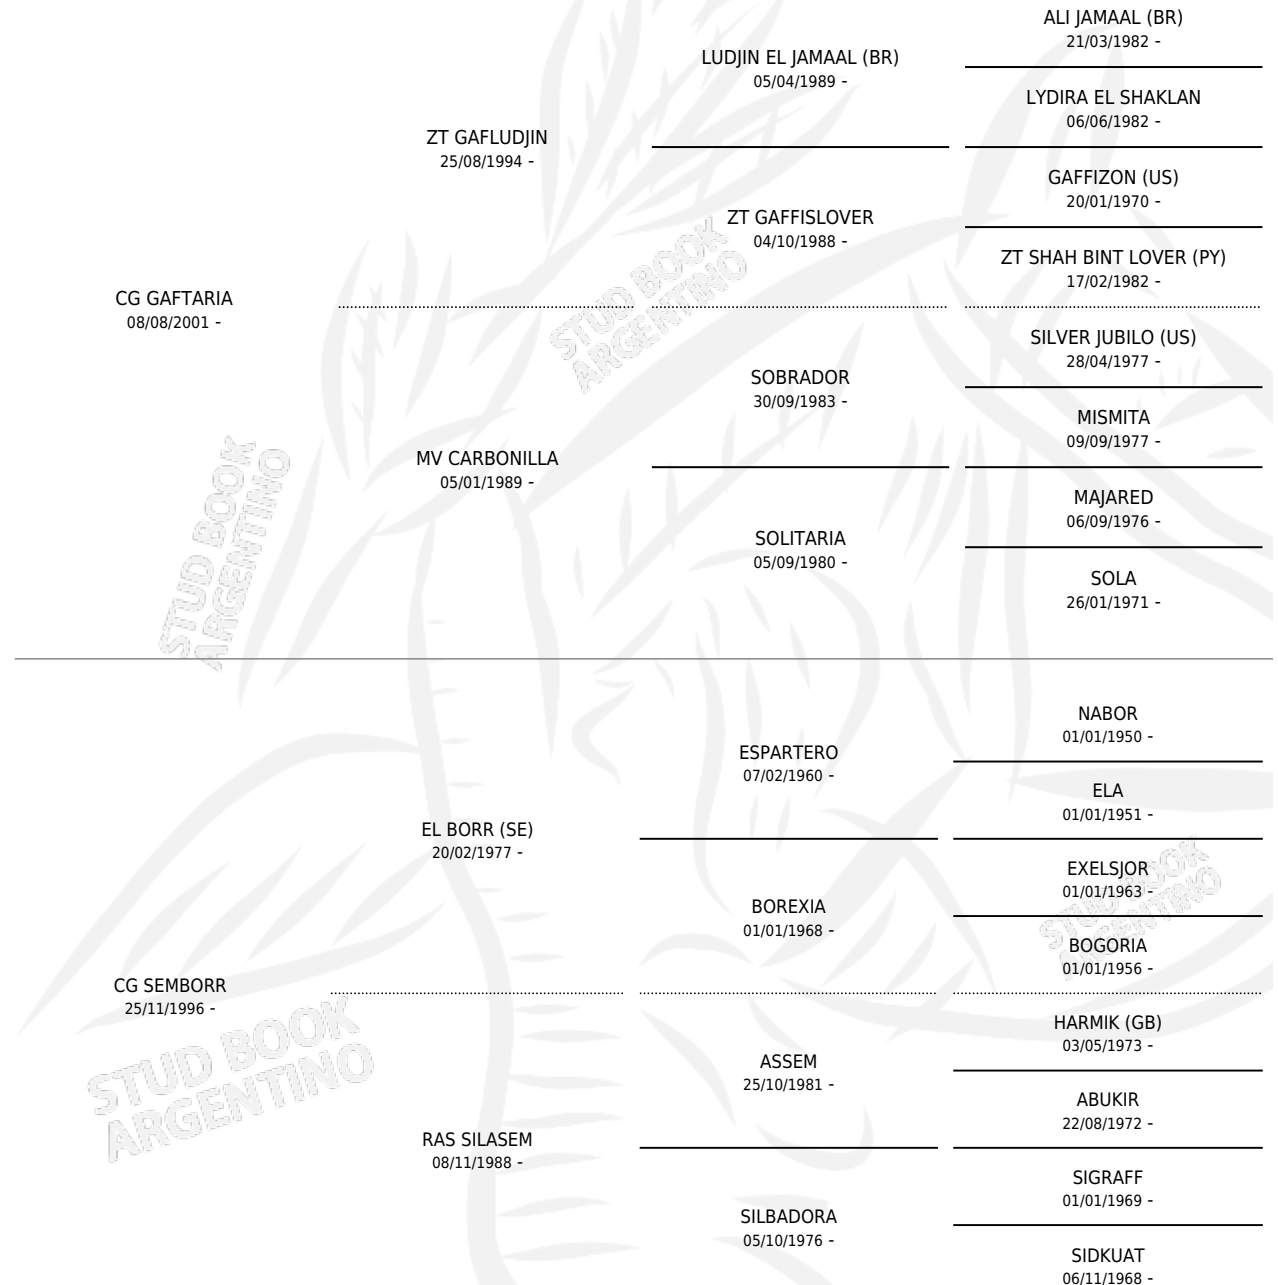 ALI JAMAAL (BR)
21/03/1982 -
LUDJIN EL JAMAAL (BR)
05/04/1989 -
LYDIRA EL SHAKLAN
06/06/1982 -
ZT GAFLUDJIN
25/08/1994 -
GAFFIZON (US)
20/01/1970 -
ZT GAFFISLOVER
04/10/1988 -
ZT SHAH BINT LOVER (PY)
17/02/1982 -
CG GAFTARIA
08/08/2001 -
STUD BOOK
ARGENTINO
SILVER JUBILO (US)
28/04/1977 -
SOBRADOR
30/09/1983 -
MISMITA
09/09/1977 -
MV CARBONILLA
05/01/1989 -
MAJARED
06/09/1976 -
SOLITARIA
05/09/1980 -
SOLA
26/01/1971 -
STUD BOOK
ARGENTINO
NABOR
01/01/1950 -
ESPARTERO
07/02/1960 -
ELA
01/01/1951 -
EL BORR (SE)
20/02/1977 -
EXELSJOR
01/01/1963 -
BOREXIA
01/01/1968 -
BOGORIA
01/01/1956 -
STUD BOOK
ARGENTINO
CG SEMBORR
25/11/1996 -
STUD BOOK
ARGENTINO
HARMIK (GB)
03/05/1973 -
ASSEM
25/10/1981 -
ABUKIR
22/08/1972 -
RAS SILASEM
08/11/1988 -
SIGRAFF
01/01/1969 -
SILBADORA
05/10/1976 -
SIDKUAT
06/11/1968 -